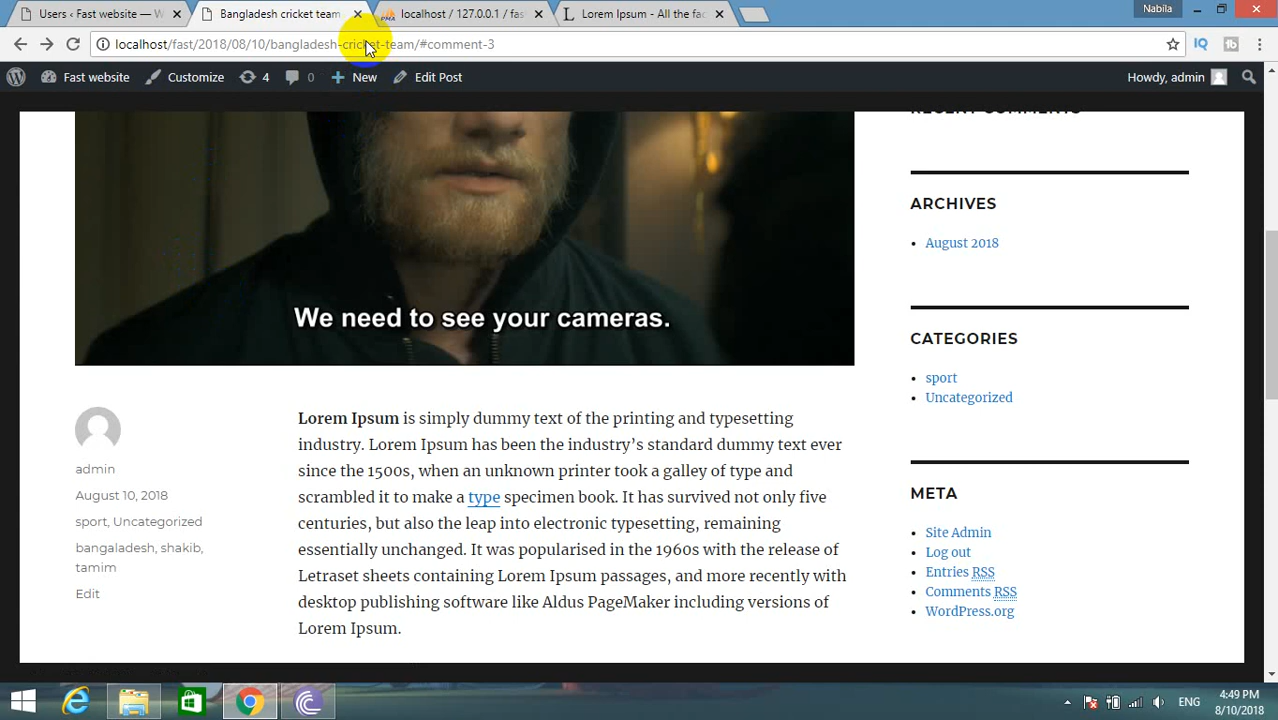 Users ‹ Fast website — W
Bangladesh cricket team
localhost / 127.0.0.1 / fas
Lorem Ipsum - All the fac
Nabila
localhost/fast/2018/08/10/bangladesh-cricket-team/#comment-3
Fast website
Customize
4
0
New
Edit Post
Howdy, admin
RECENT COMMENTS
We need to see your cameras.
ARCHIVES
August 2018
CATEGORIES
sport
Uncategorized
admin
August 10, 2018
sport, Uncategorized
bangaladesh, shakib,
tamim
Edit
Lorem Ipsum is simply dummy text of the printing and typesetting
industry. Lorem Ipsum has been the industry’s standard dummy text ever
since the 1500s, when an unknown printer took a galley of type and
scrambled it to make a type specimen book. It has survived not only five
centuries, but also the leap into electronic typesetting, remaining
essentially unchanged. It was popularised in the 1960s with the release of
Letraset sheets containing Lorem Ipsum passages, and more recently with
desktop publishing software like Aldus PageMaker including versions of
Lorem Ipsum.
META
Site Admin
Log out
Entries RSS
Comments RSS
WordPress.org
ENG
4:49 PM
8/10/2018